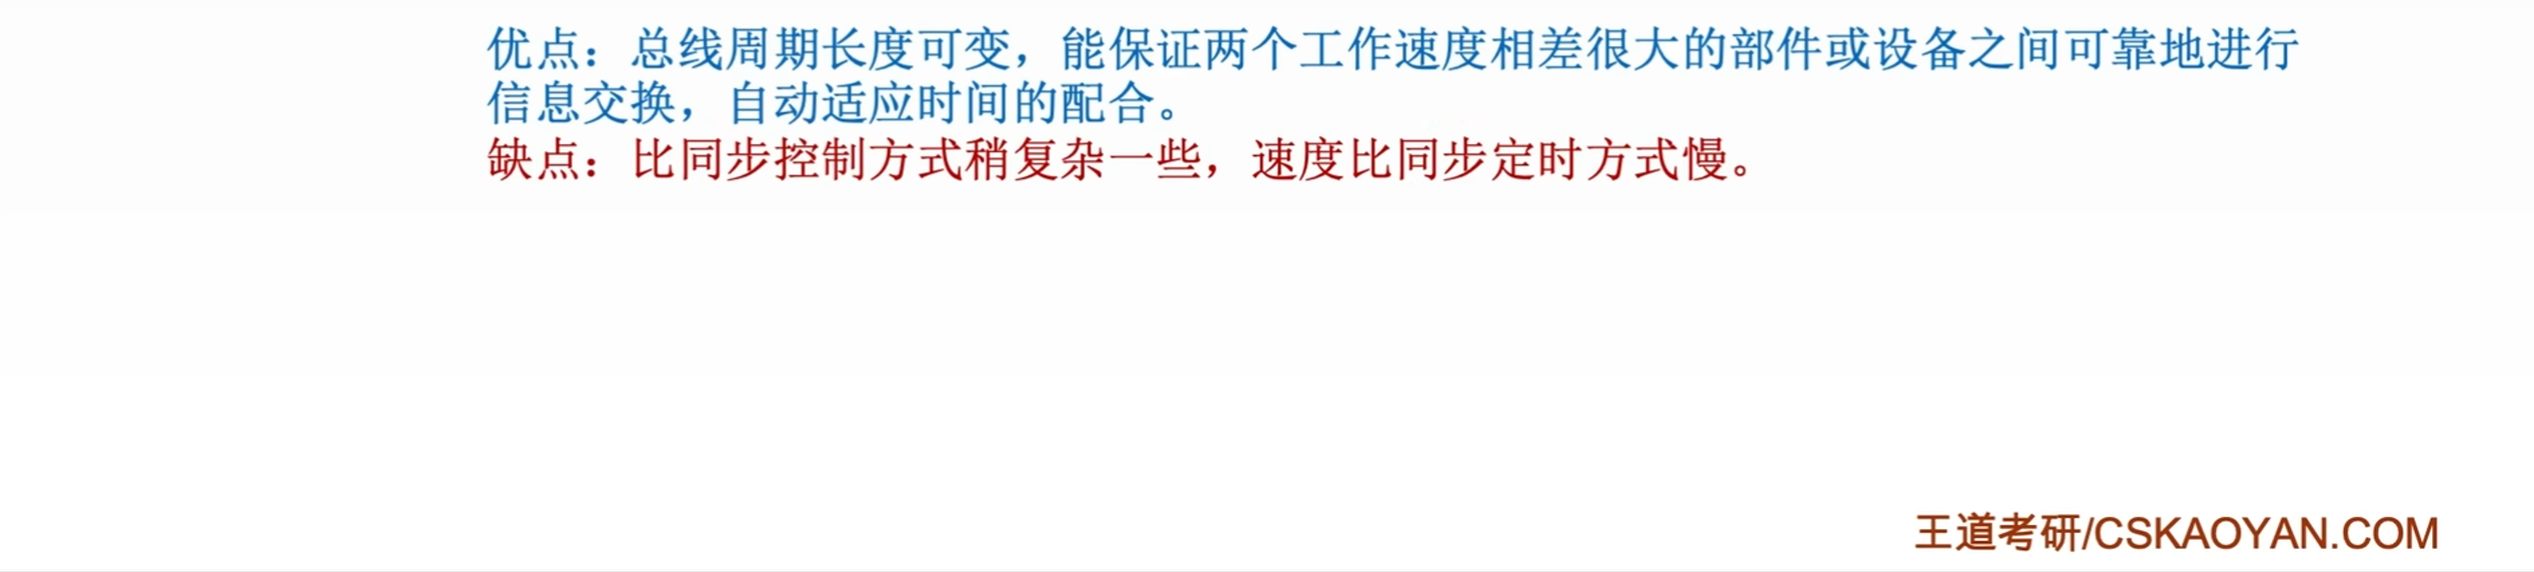 优点：总线周期长度可变，能保证两个工作速度相差很大的部件或设备之间可靠地进行
信息交换，自动适应时间的配合。
缺点：比同步控制方式稍复杂一些，速度比同步定时方式慢。
王道考研/CSKAOYAN.COM